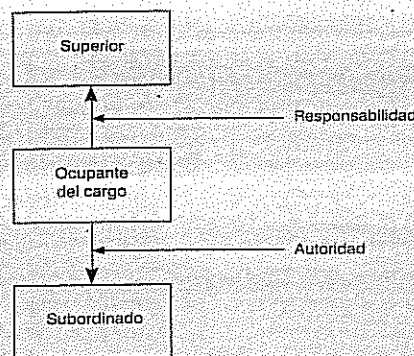 Superior
Responsabilidad
Ocupante
del cargo
Autoridad
Subordinado